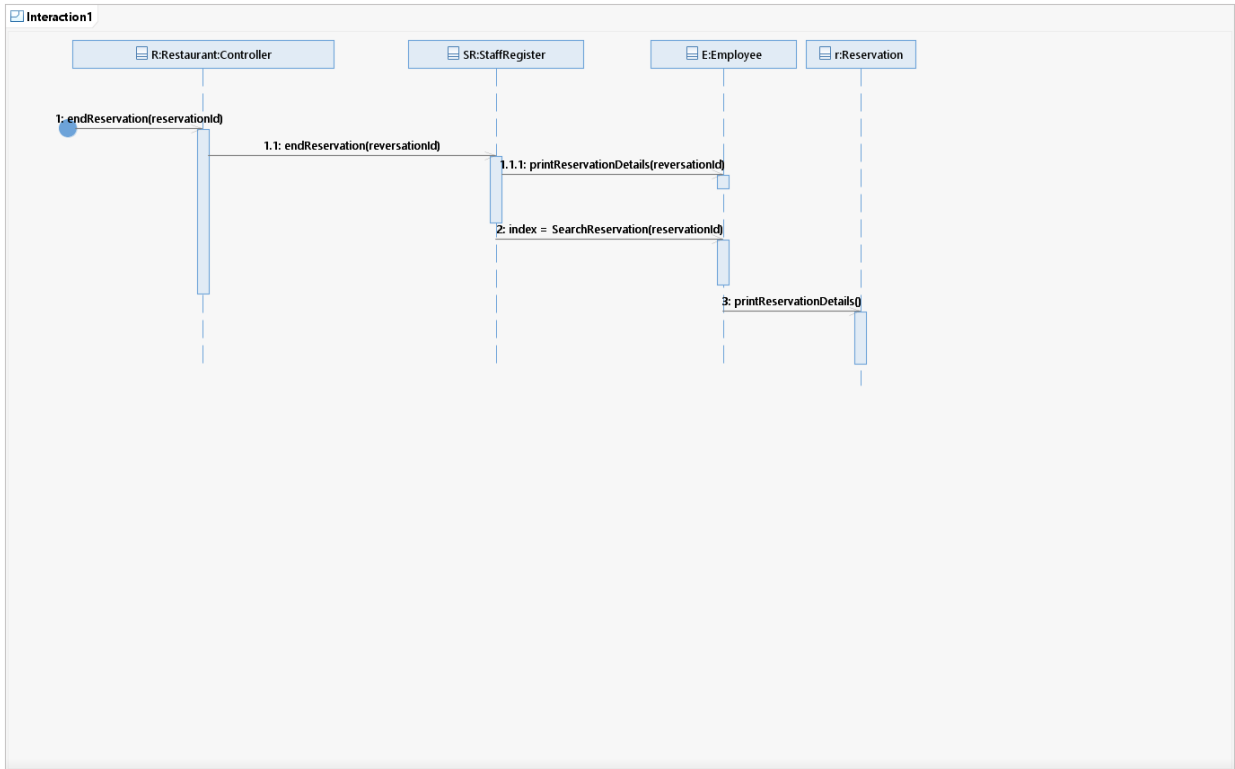 Interaction1
R:Restaurant:Controller
SR:StaffRegister
E:Employee
r:Reservation
1: endReservation(reservationId)
1.1: endReservation(reversationId)
1.1.1: printReservationDetails(reversationId)
2: index = SearchReservation(reservationId)
3: printReservationDetails()